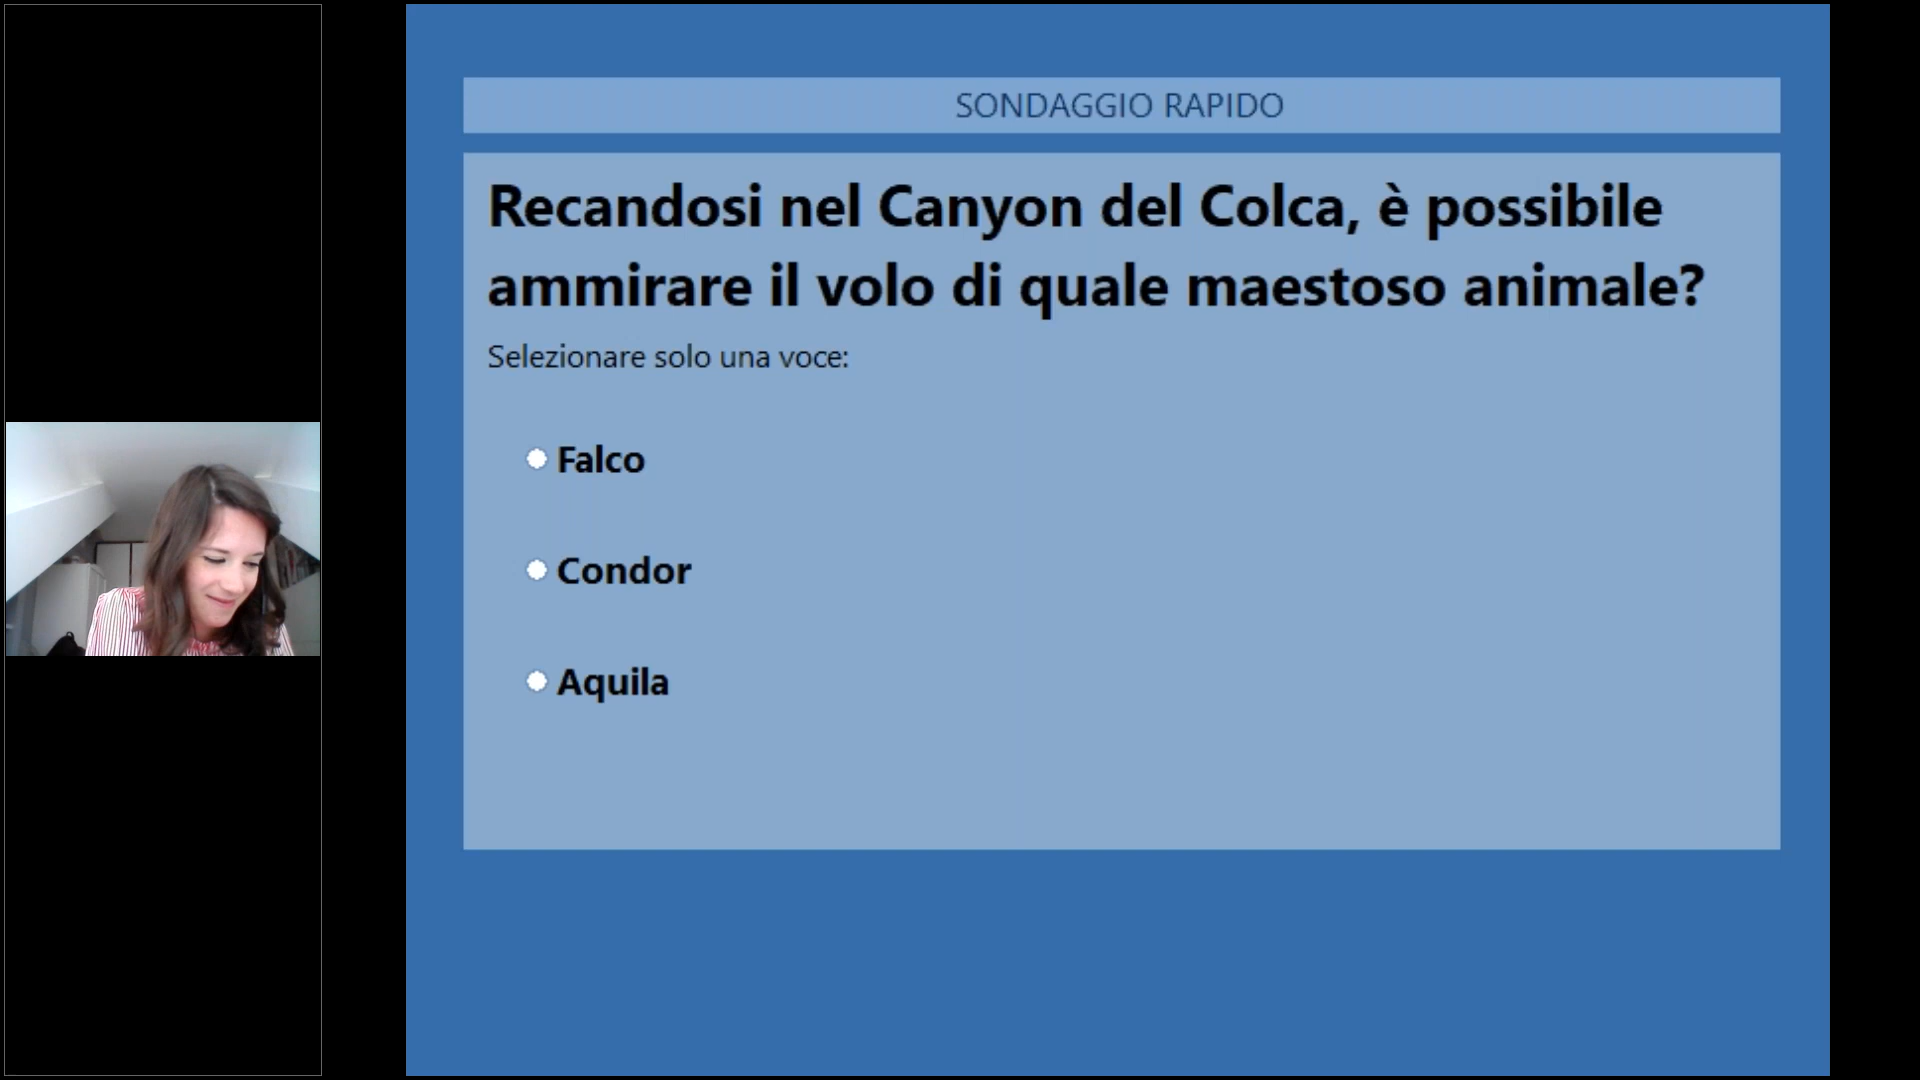 SONDAGGIO RAPIDO
Recandosi nel Canyon del Colca, è possibile
ammirare il volo di quale maestoso animale?
Selezionare solo una voce:
Falco
Condor
Aquila